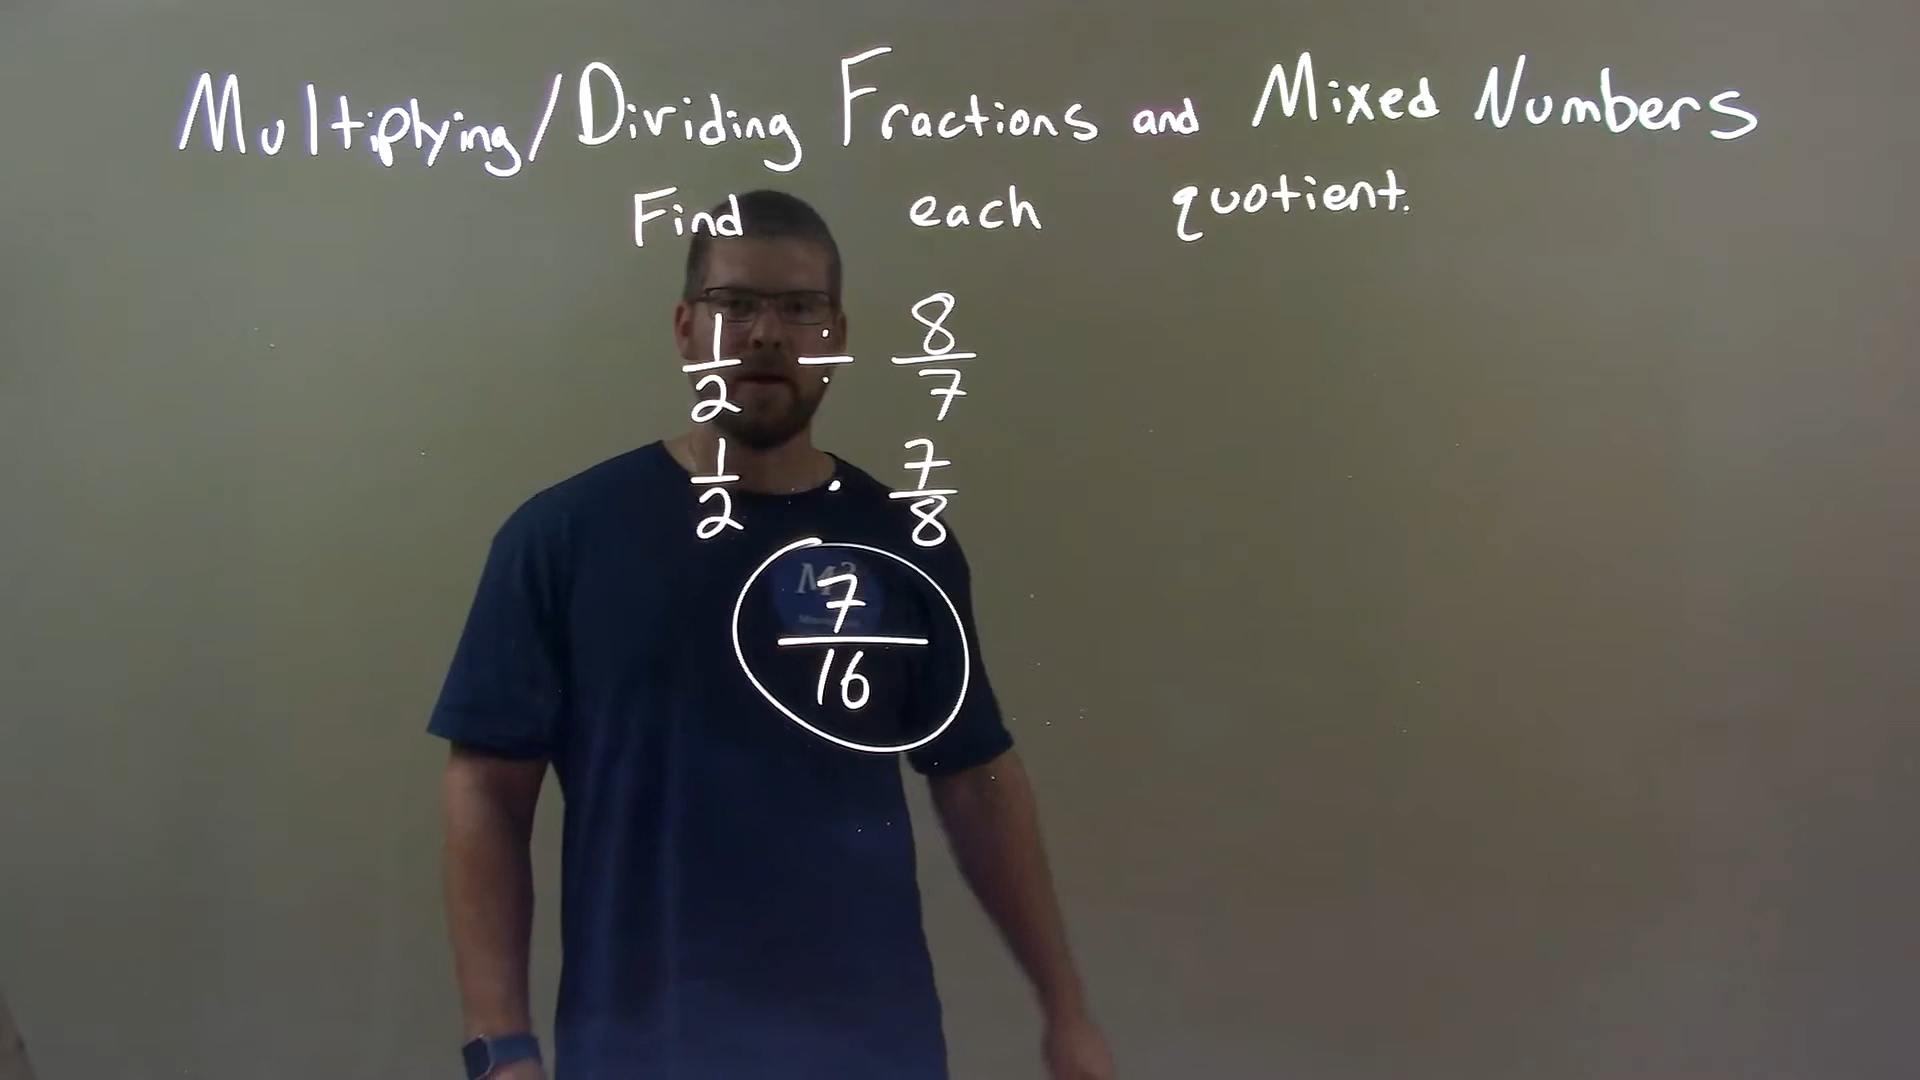 Multiplying/Dividing Fractions and Mixed Numbers
Find each quotient.
1/2 ÷ 8/7
1/2 · 7/8
7/16